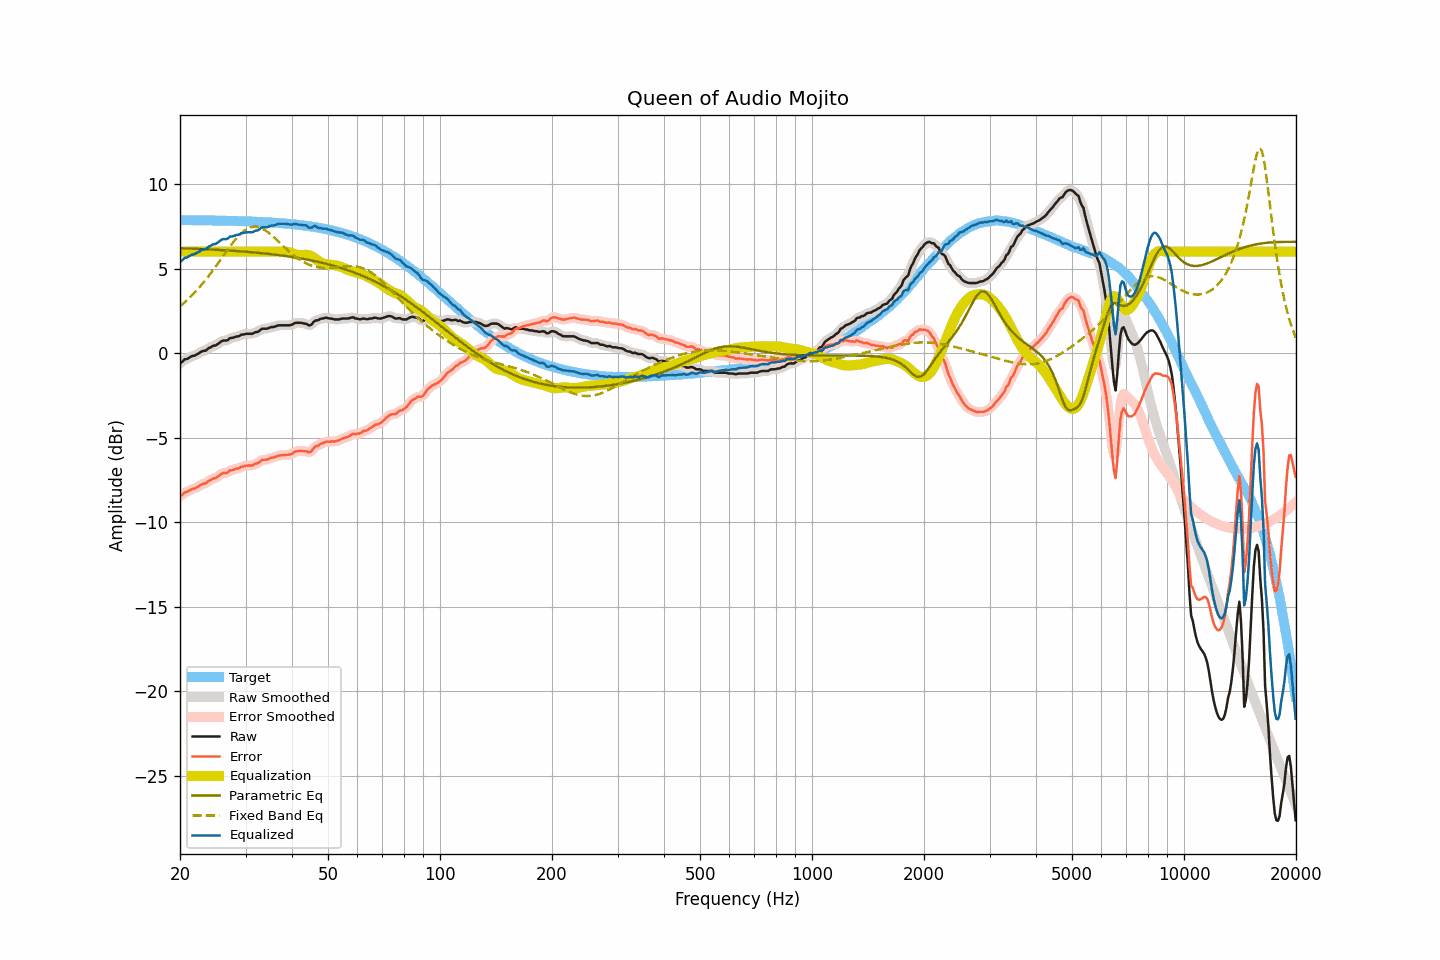 Queen of Audio Mojito
Amplitude (dBr)
10
5
0
−5
−10
−15
−20
−25
Target
Raw Smoothed
Error Smoothed
Raw
Error
Equalization
Parametric Eq
Fixed Band Eq
Equalized
20 50 100 200 500 1000 2000 5000 10000 20000
Frequency (Hz)